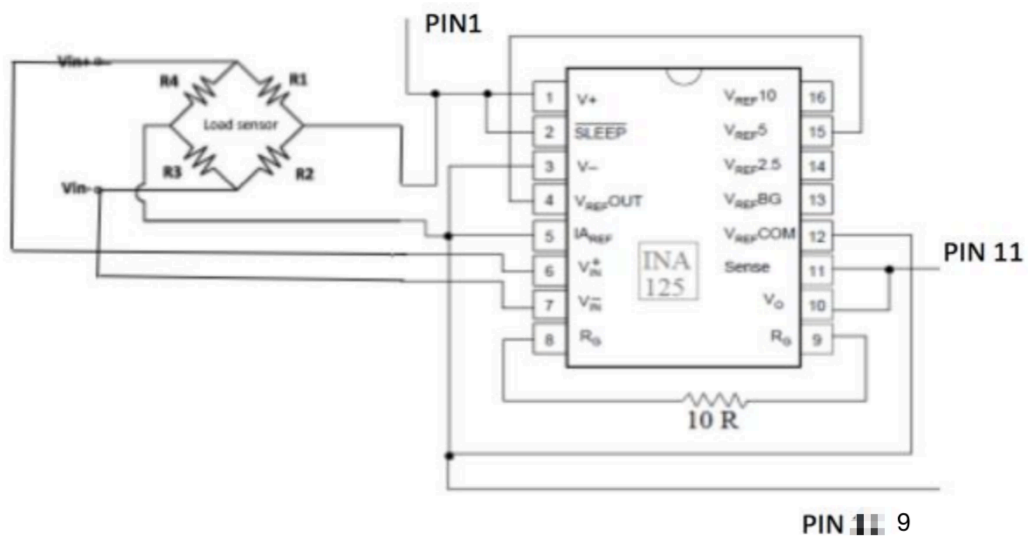 PIN1
Vin+
R4
R1
Load sensor
R3
R2
Vin-
1 V+
2 SLEEP
3 V–
4 VREFOUT
5 IAREF
6 V+IN
7 V–IN
8 RG
VREF10 16
VREF5 15
VREF2.5 14
VREFBG 13
VREFCOM 12
Sense 11
VO 10
RG 9
INA
125
PIN 11
10 R
PIN 9